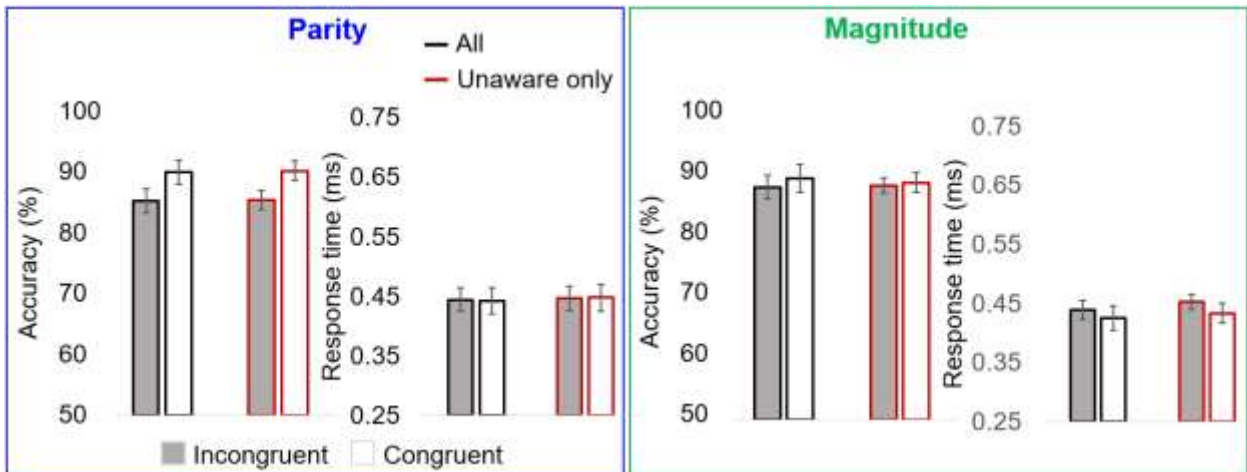 Parity
All
Unaware only
Accuracy (%)
100
90
80
70
60
50
Response time (ms)
0.75
0.65
0.55
0.45
0.35
0.25
Incongruent
Congruent
Magnitude
Accuracy (%)
100
90
80
70
60
50
Response time (ms)
0.75
0.65
0.55
0.45
0.35
0.25